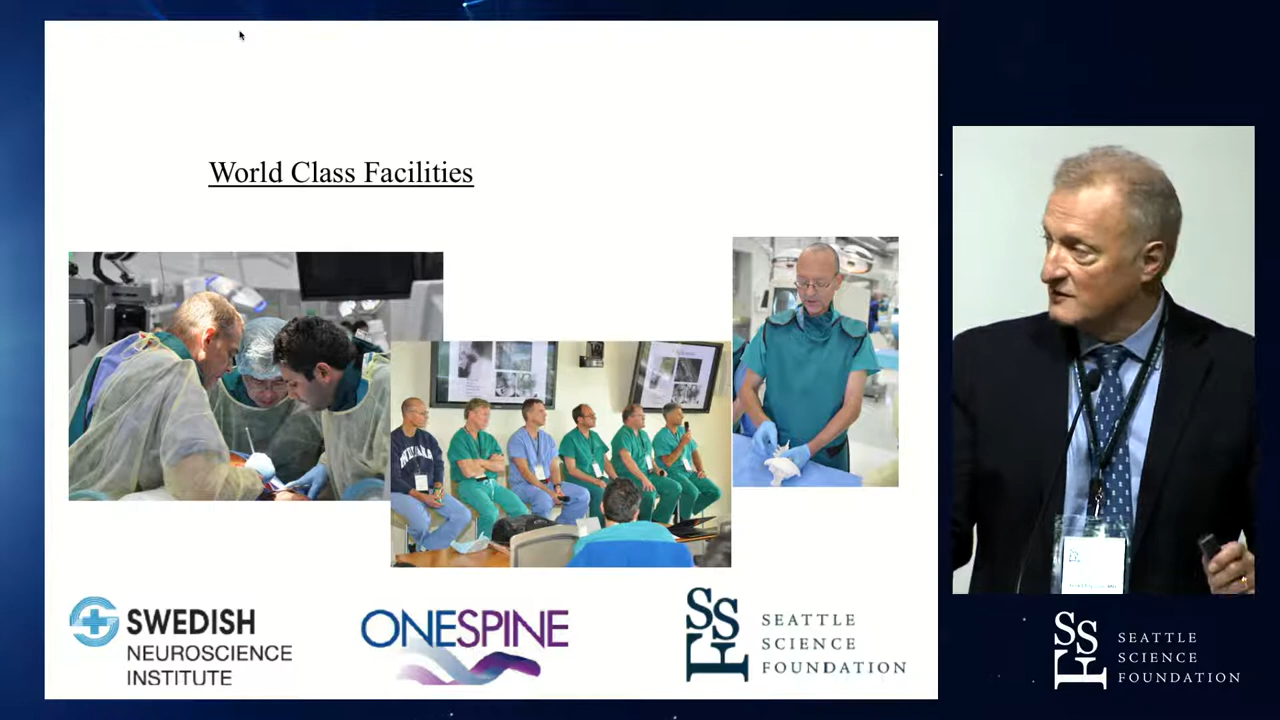 World Class Facilities
SWEDISH
NEUROSCIENCE
INSTITUTE
ONESPINE
SSF
SEATTLE
SCIENCE
FOUNDATION
SSF
SEATTLE
SCIENCE
FOUNDATION